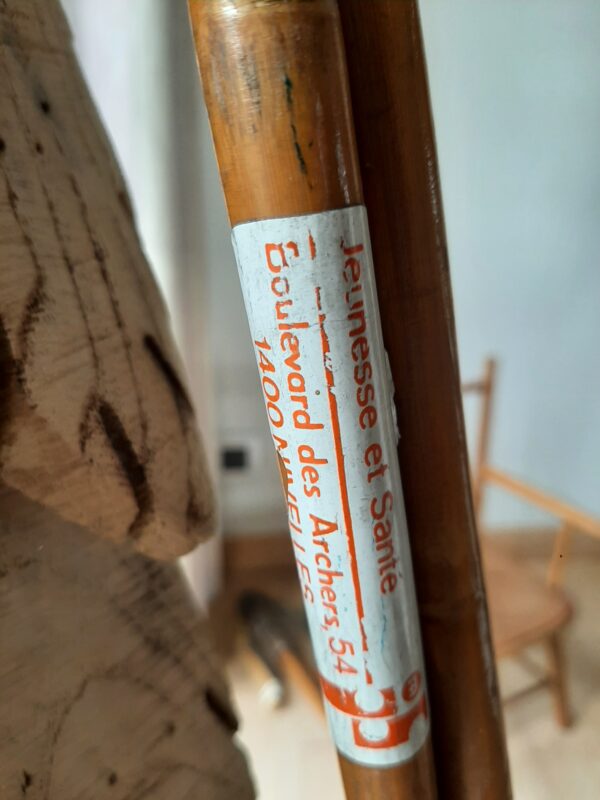 Jeunesse et Santé
Boulevard des Archers, 54
1400 NIVELLES